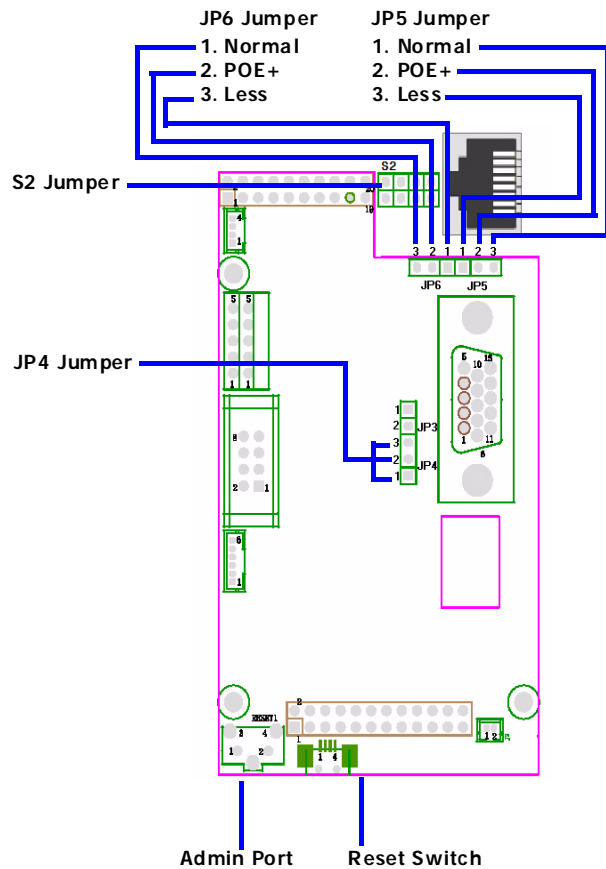 JP6 Jumper JP5 Jumper
1. Normal 1. Normal
2. POE+ 2. POE+
3. Less 3. Less
S2
S2 Jumper
20
1 19
4
1
3 2 1 1 2 3
JP6 JP5
5 5
JP4 Jumper
5 15
10
1 1
1
2 JP3
3
1 11
6
2 JP4
1
8
2 1
6
1
2
RESET1
3 4
1 2
1
1 4
1 2
Admin Port Reset Switch